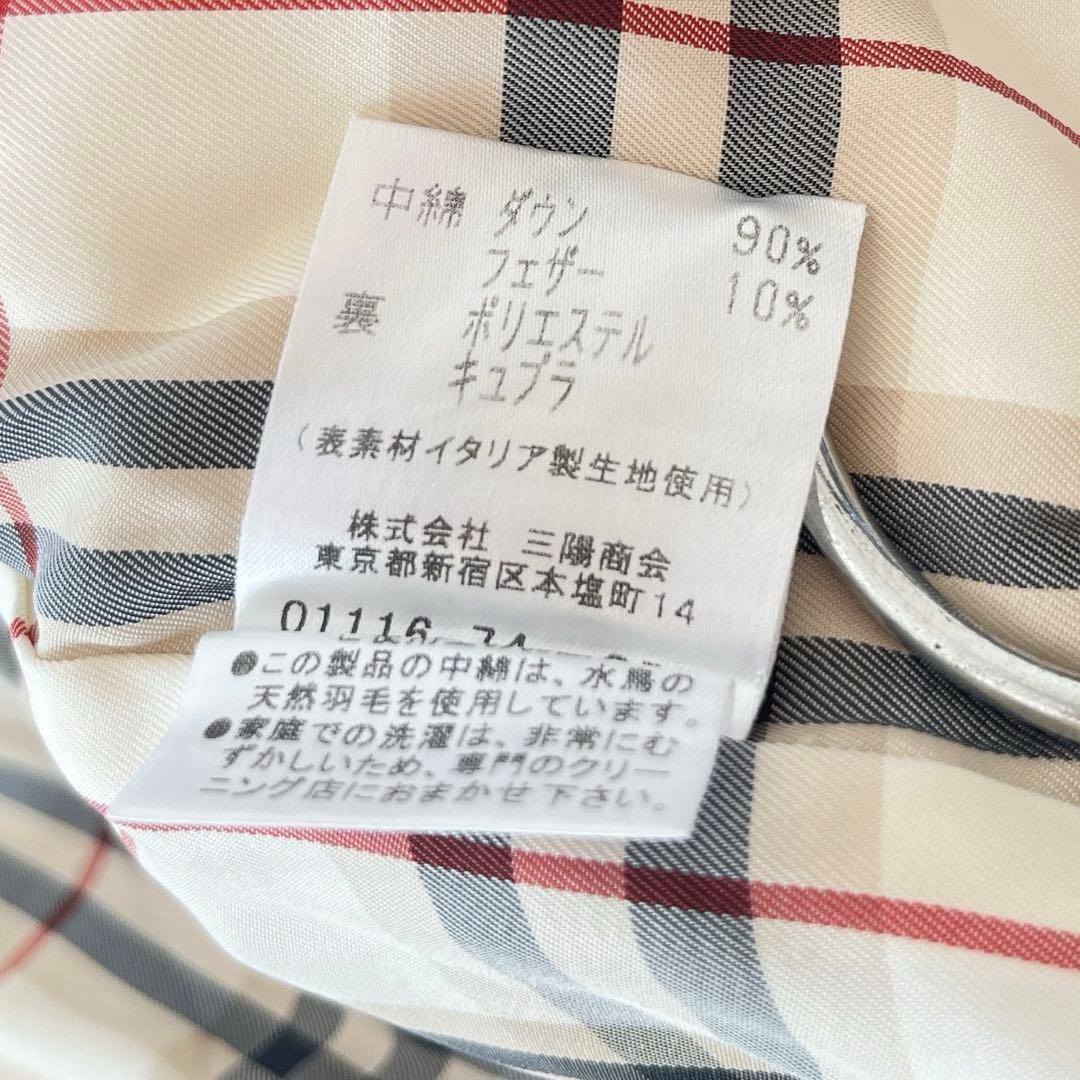 中綿 ダウン 90%
フェザー 10%
裏 ポリエステル
キュプラ
(表素材イタリア製生地使用)
株式会社 三陽商会
東京都新宿区本塩町14
01116-74
●この製品の中綿は、水鳥の
天然羽毛を使用しています。
●家庭での洗濯は、非常にむ
ずかしいため、専門のクリー
ニング店におまかせ下さい。